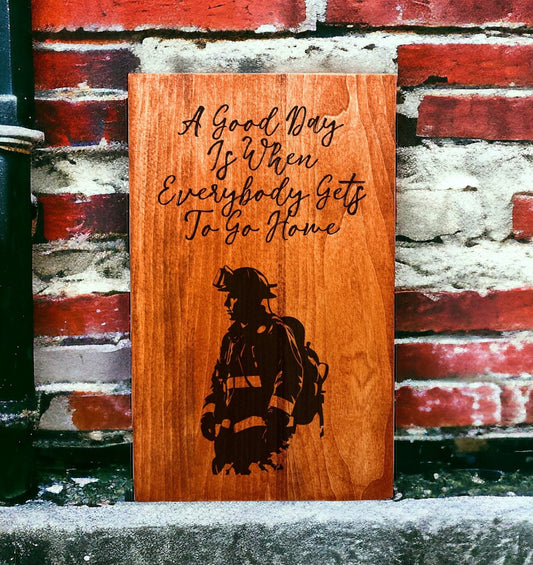 A Good Day
Is When
Everybody Gets
To Go Home